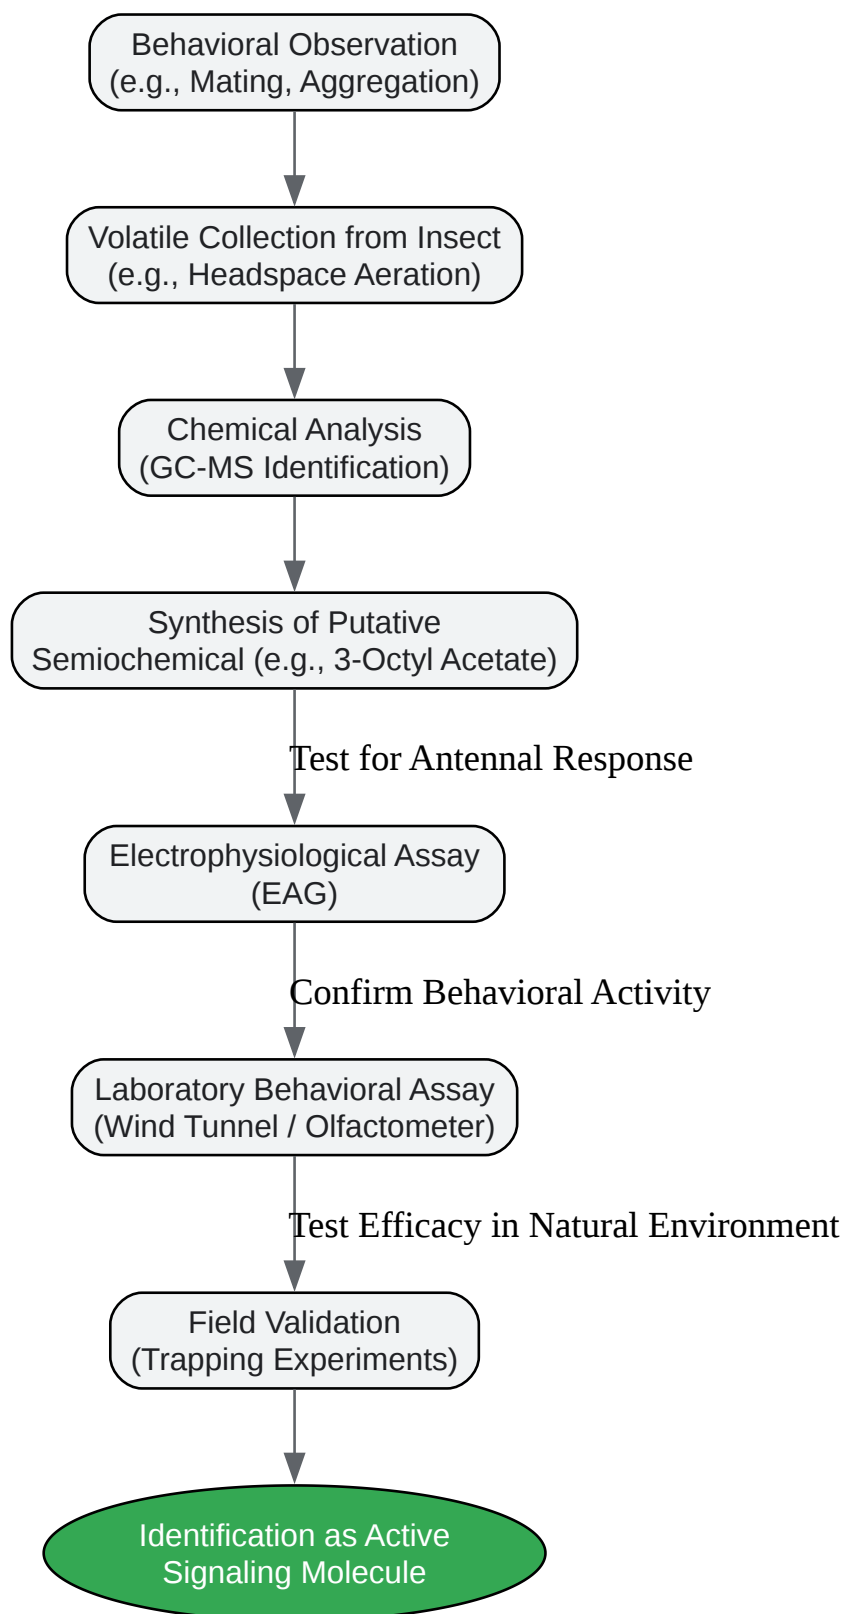 Behavioral Observation
(e.g., Mating, Aggregation)
Volatile Collection from Insect
(e.g., Headspace Aeration)
Chemical Analysis
(GC-MS Identification)
Synthesis of Putative
Semiochemical (e.g., 3-Octyl Acetate)
Test for Antennal Response
Electrophysiological Assay
(EAG)
Confirm Behavioral Activity
Laboratory Behavioral Assay
(Wind Tunnel / Olfactometer)
Test Efficacy in Natural Environment
Field Validation
(Trapping Experiments)
Identification as Active
Signaling Molecule